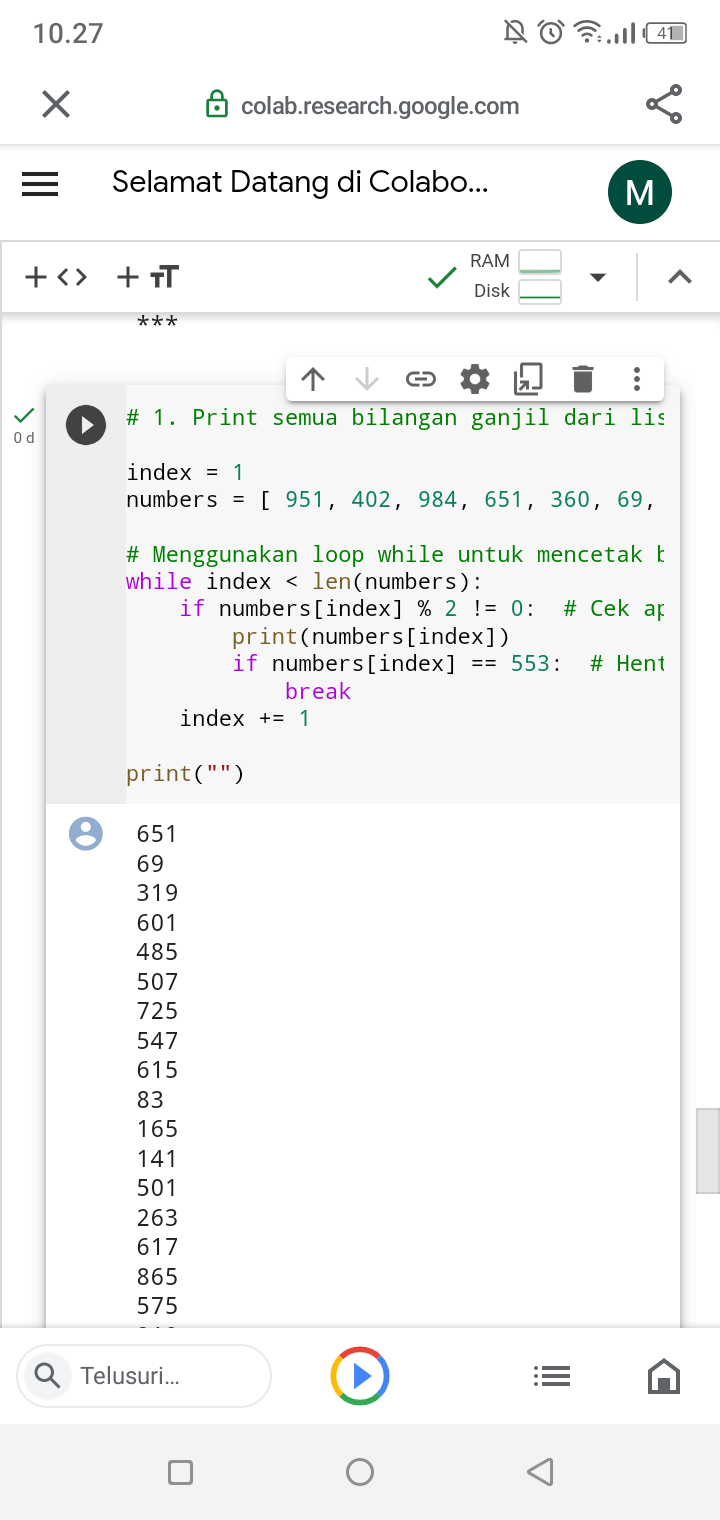 10.27
41
colab.research.google.com
Selamat Datang di Colabo...
M
RAM
Disk
***
0 d
# 1. Print semua bilangan ganjil dari lis
index = 1
numbers = [ 951, 402, 984, 651, 360, 69,
# Menggunakan loop while untuk mencetak b
while index < len(numbers):
    if numbers[index] % 2 != 0:  # Cek ap
        print(numbers[index])
        if numbers[index] == 553:  # Hent
            break
    index += 1
print("")
651
69
319
601
485
507
725
547
615
83
165
141
501
263
617
865
575
Telusuri...